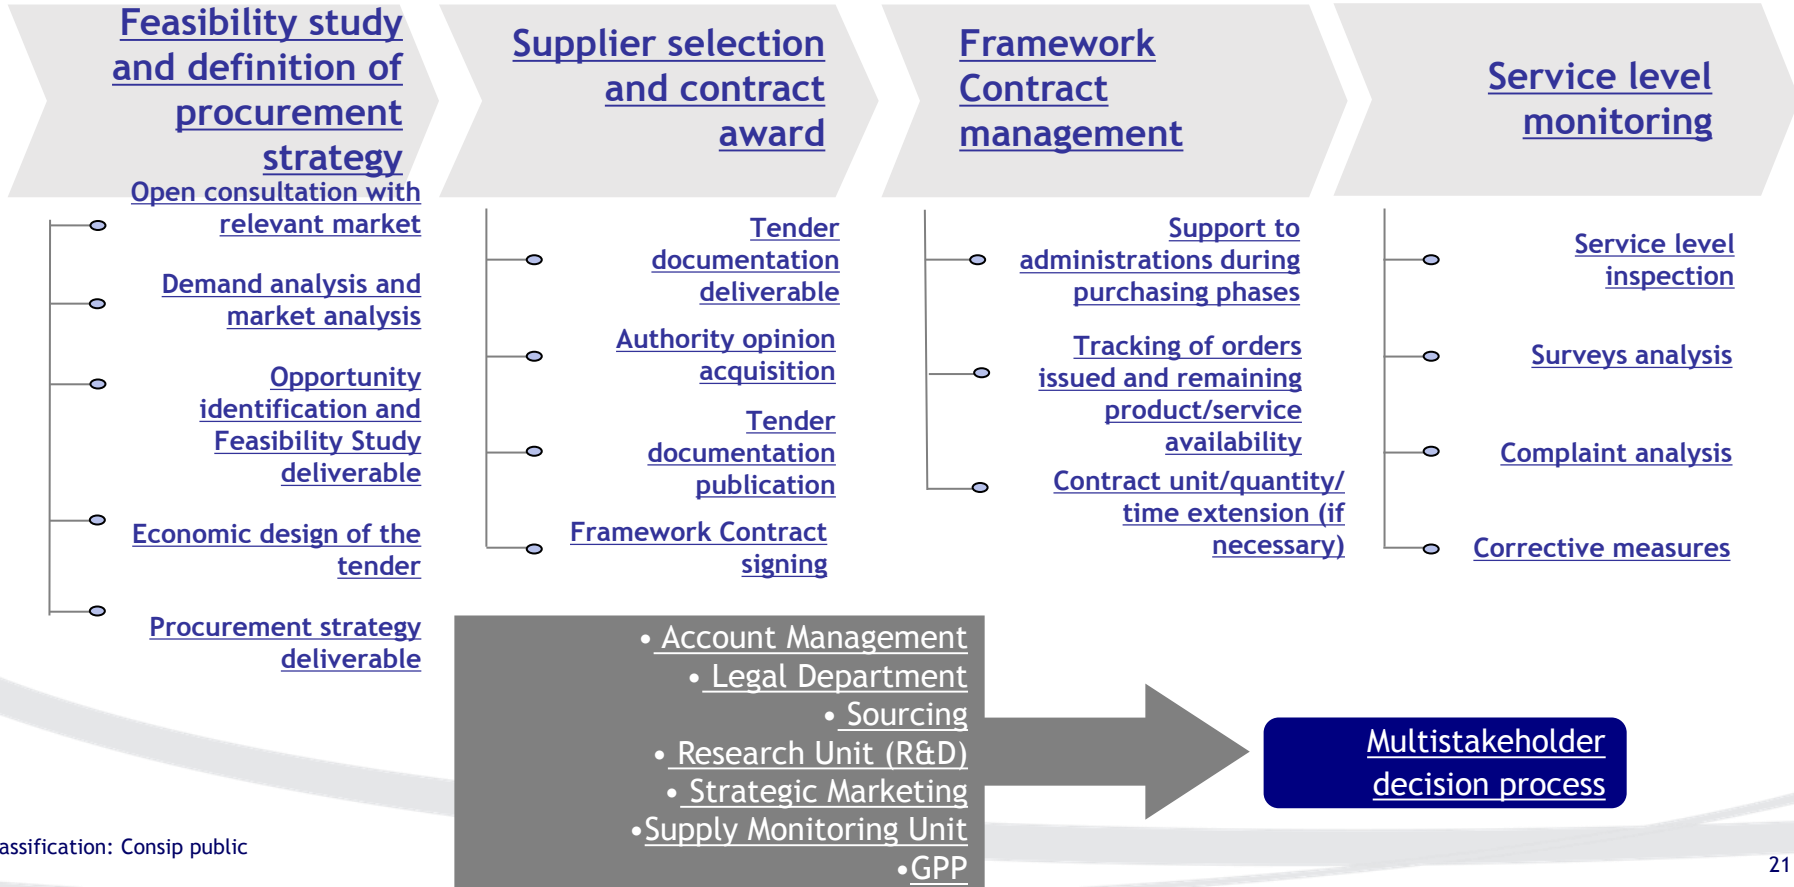 Feasibility study
and definition of
procurement
strategy
Open consultation with
relevant market
Demand analysis and
market analysis
Opportunity
identification and
Feasibility Study
deliverable
Economic design of the
tender
Procurement strategy
deliverable
Supplier selection
and contract
award
Tender
documentation
deliverable
Authority opinion
acquisition
Tender
documentation
publication
Framework Contract
signing
Framework
Contract
management
Support to
administrations during
purchasing phases
Tracking of orders
issued and remaining
product/service
availability
Contract unit/quantity/
time extension (if
necessary)
Service level
monitoring
Service level
inspection
Surveys analysis
Complaint analysis
Corrective measures
• Account Management
• Legal Department
• Sourcing
• Research Unit (R&D)
• Strategic Marketing
•Supply Monitoring Unit
•GPP
Multistakeholder
decision process
assification: Consip public
21